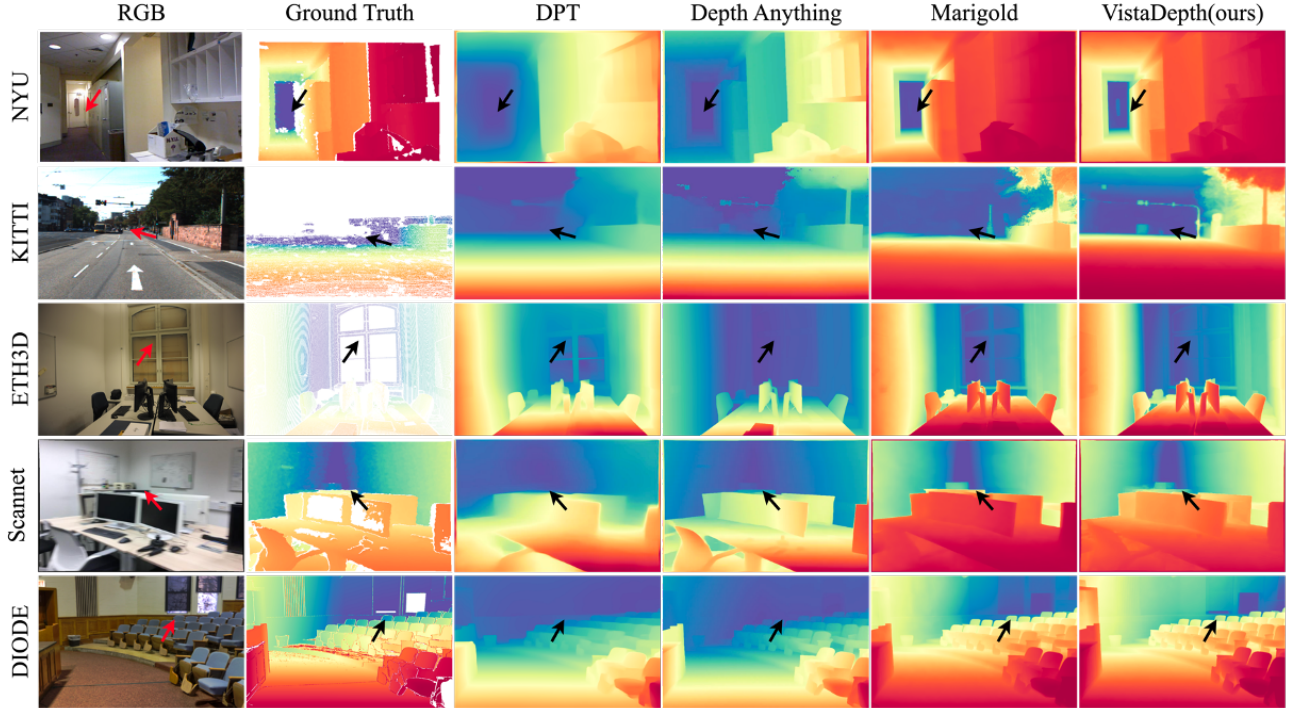 RGB Ground Truth DPT Depth Anything Marigold VistaDepth(ours)
NYU
KITTI
ETH3D
Scannet
DIODE